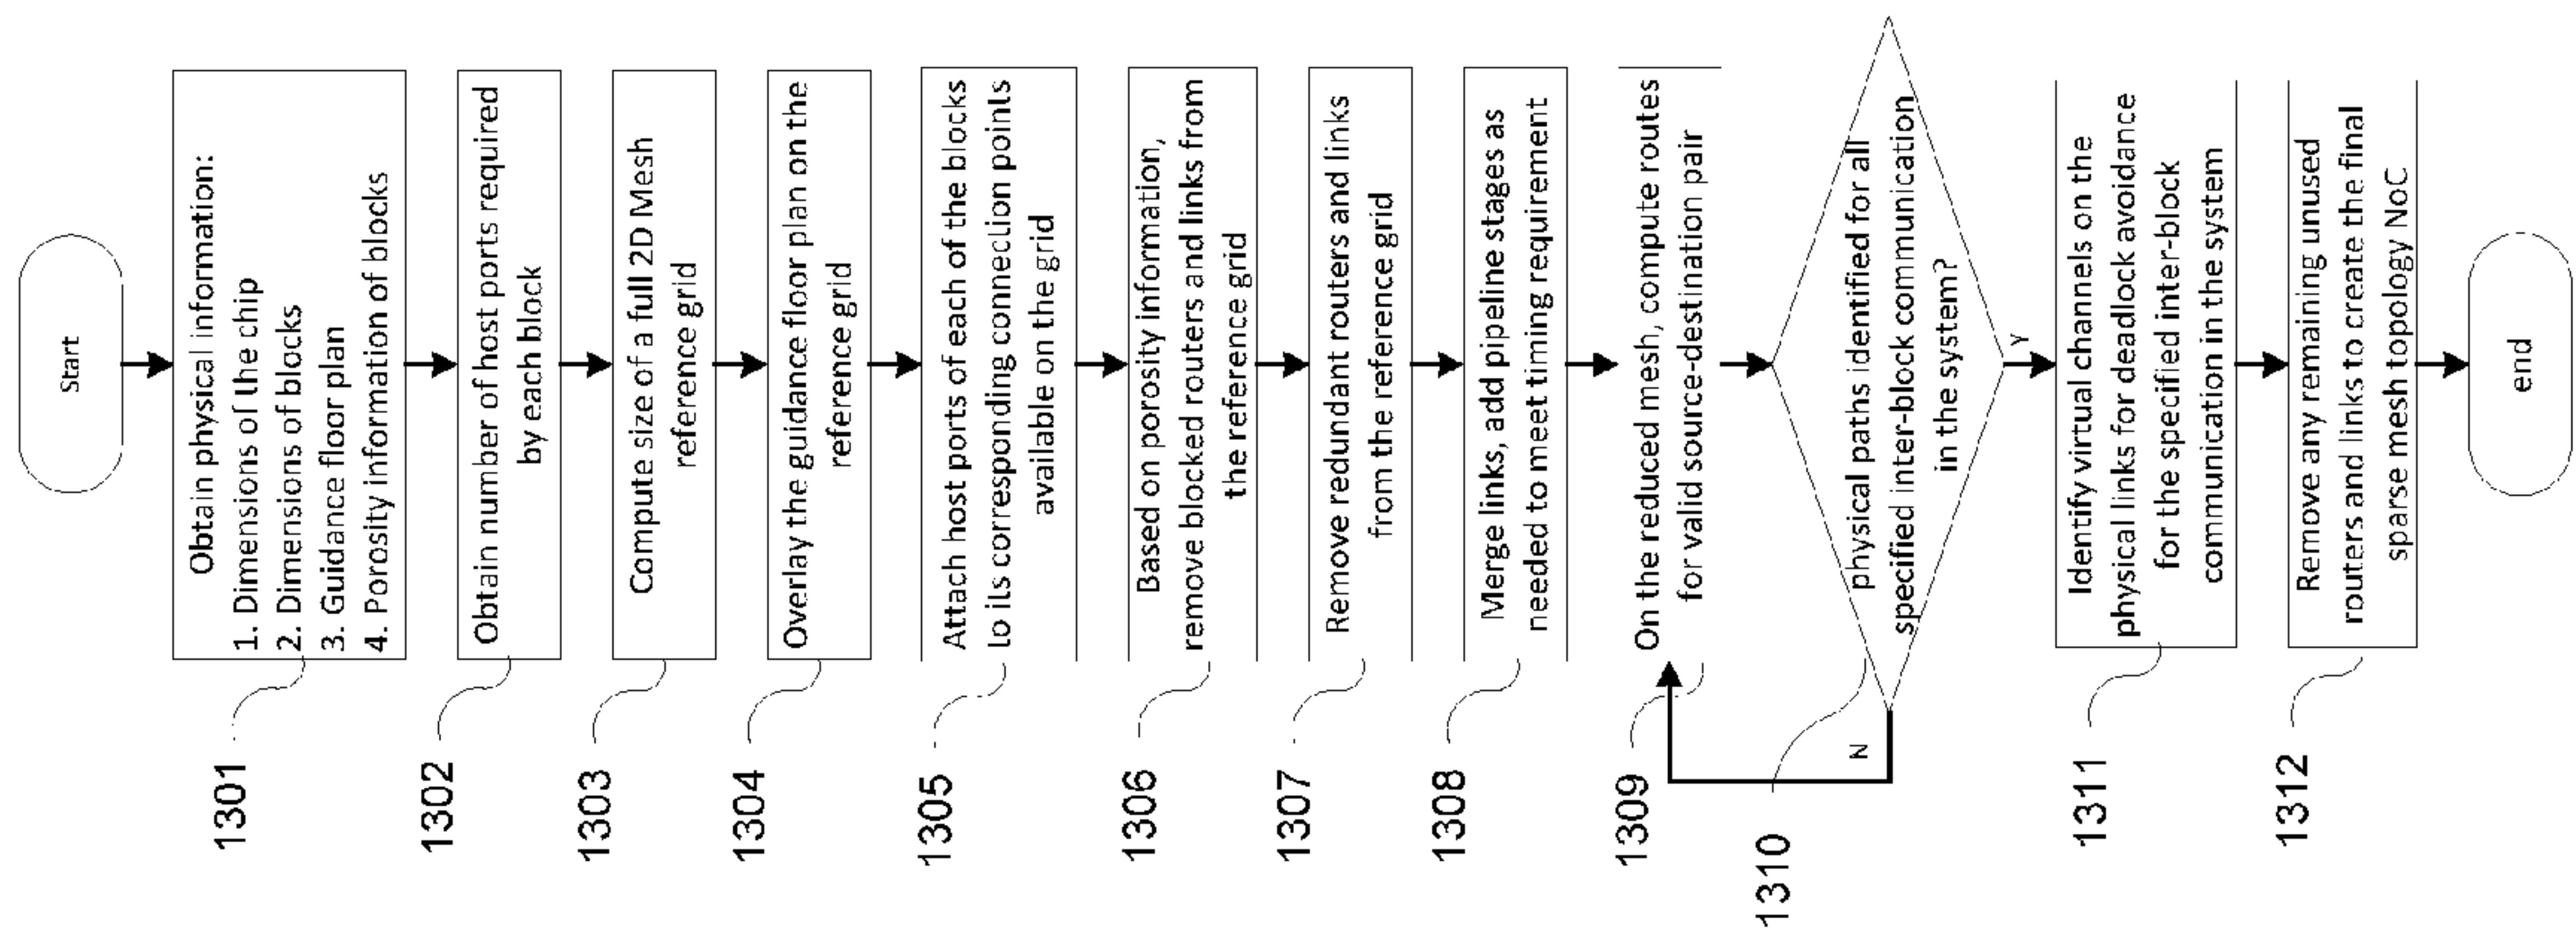 Start
1301
Obtain physical information:
1. Dimensions of the chip
2. Dimensions of blocks
3. Guidance floor plan
4. Porosity information of blocks
1302
Obtain number of host ports required
by each block
1303
Compute size of a full 2D Mesh
reference grid
1304
Overlay the guidance floor plan on the
reference grid
1305
Attach host ports of each of the blocks
to its corresponding connection points
available on the grid
1306
Based on porosity information,
remove blocked routers and links from
the reference grid
1307
Remove redundant routers and links
from the reference grid
1308
Merge links, add pipeline stages as
needed to meet timing requirement
1309
On the reduced mesh, compute routes
for valid source-destination pair
1310
physical paths identified for all
specified inter-block communication
in the system?
N
Y
1311
Identify virtual channels on the
physical links for deadlock avoidance
for the specified inter-block
communication in the system
1312
Remove any remaining unused
routers and links to create the final
sparse mesh topology NoC
end